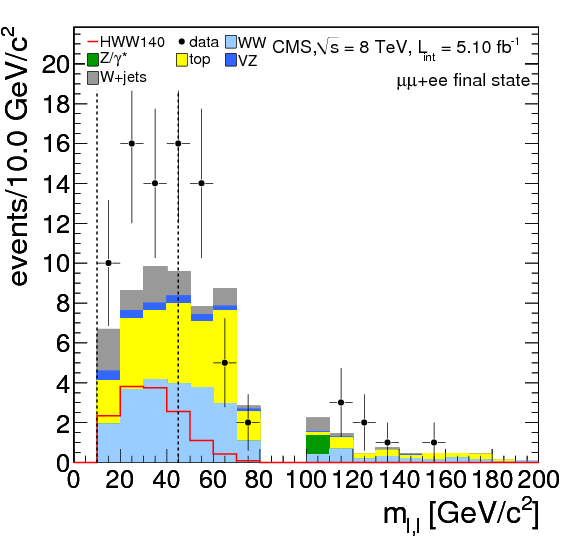 HWW140 data WW
Z/γ* top VZ
W+jets
CMS,√s = 8 TeV, L_int = 5.10 fb⁻¹
μμ+ee final state
events/10.0 GeV/c²
20
18
16
14
12
10
8
6
4
2
0
0 20 40 60 80 100 120 140 160 180 200
m_l,l [GeV/c²]